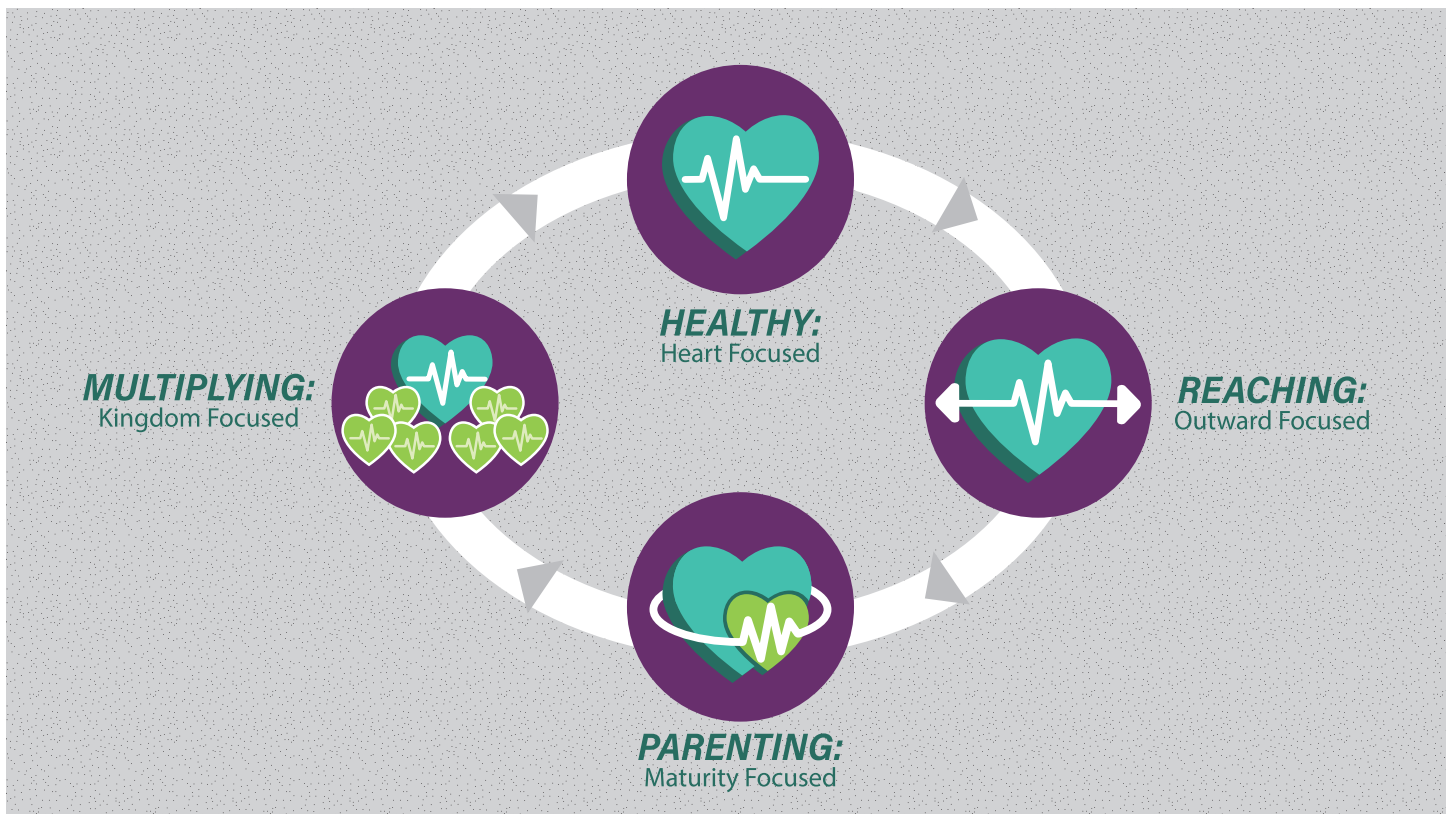 HEALTHY:
Heart Focused
MULTIPLYING:
Kingdom Focused
REACHING:
Outward Focused
PARENTING:
Maturity Focused